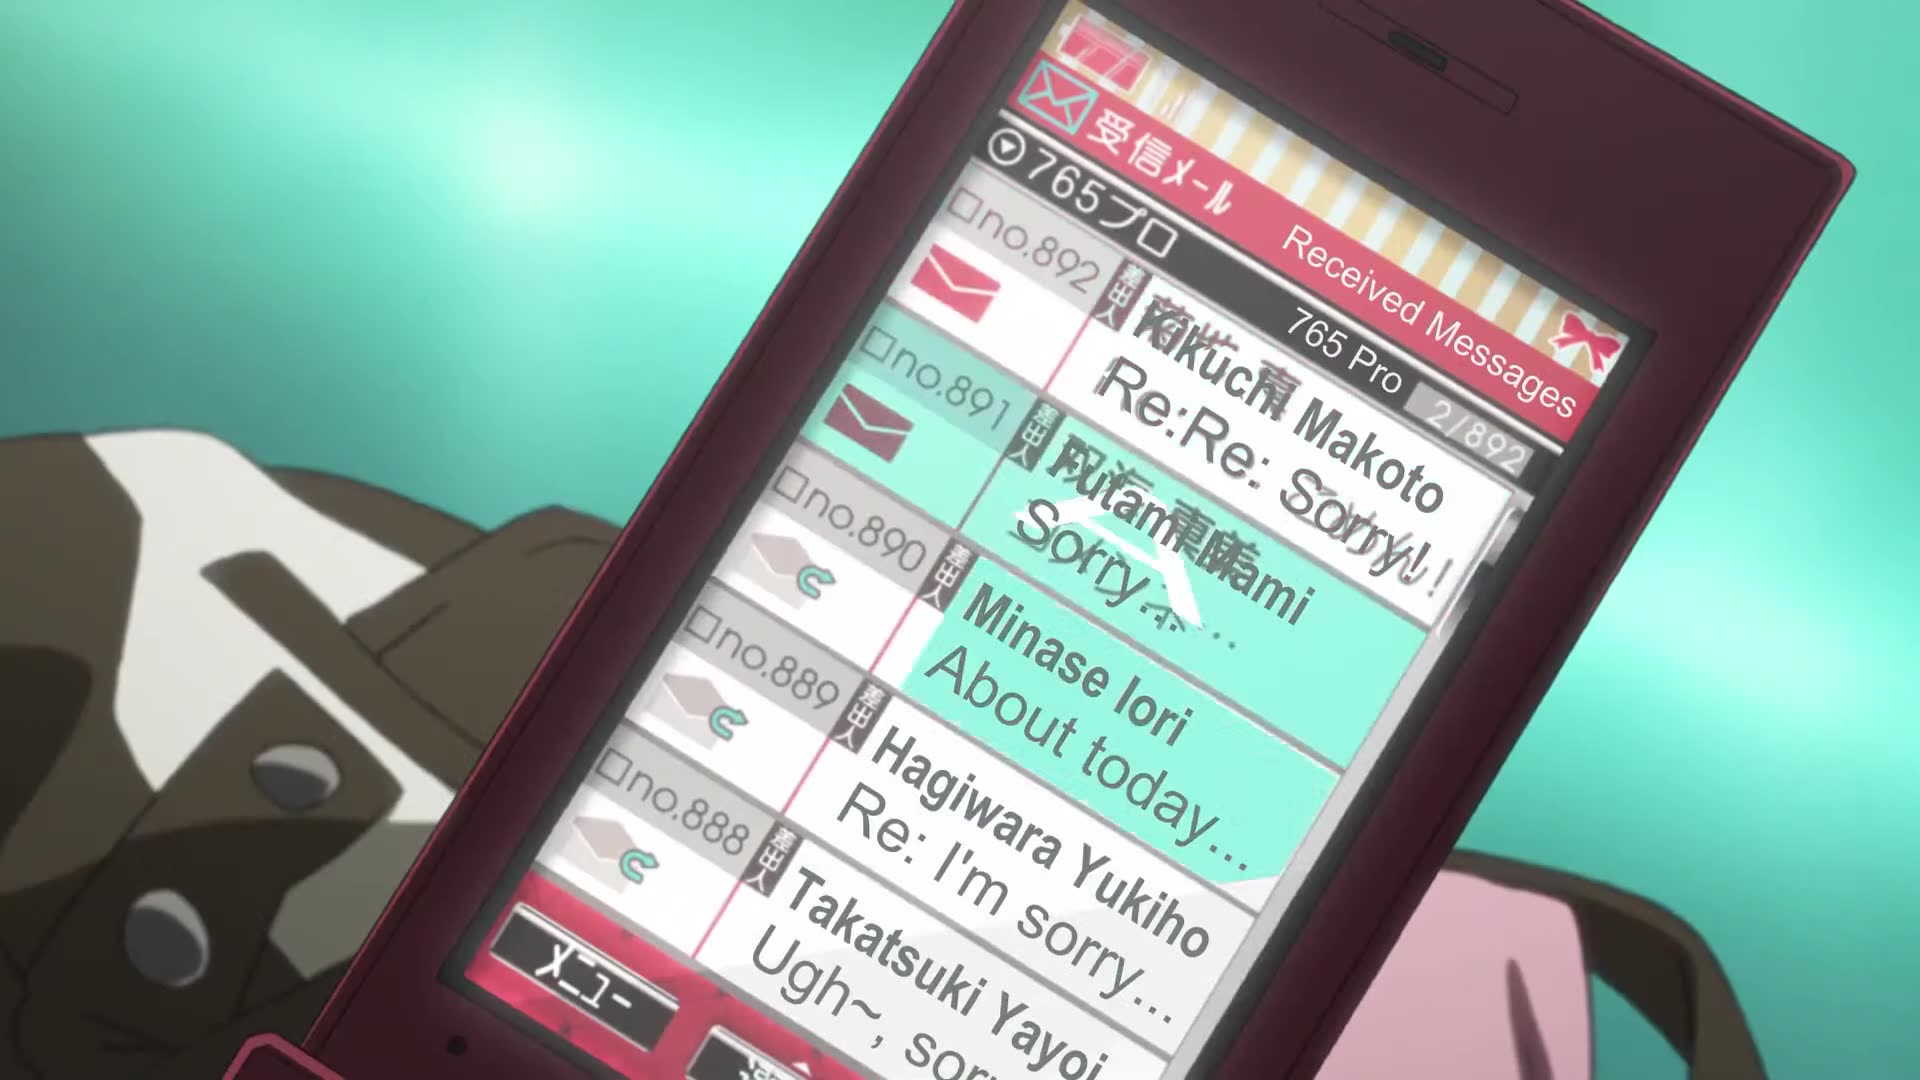 受信メール
Received Messages
765プロ
765 Pro
2/892
no.892
差出人
Kikuchi Makoto
Re:Re: Sorry!
no.891
差出人
Futami Mami
Sorry...
no.890
差出人
Minase Iori
About today...
no.889
差出人
Hagiwara Yukiho
Re: I'm sorry...
no.888
差出人
Takatsuki Yayoi
Ugh~,
メニュー